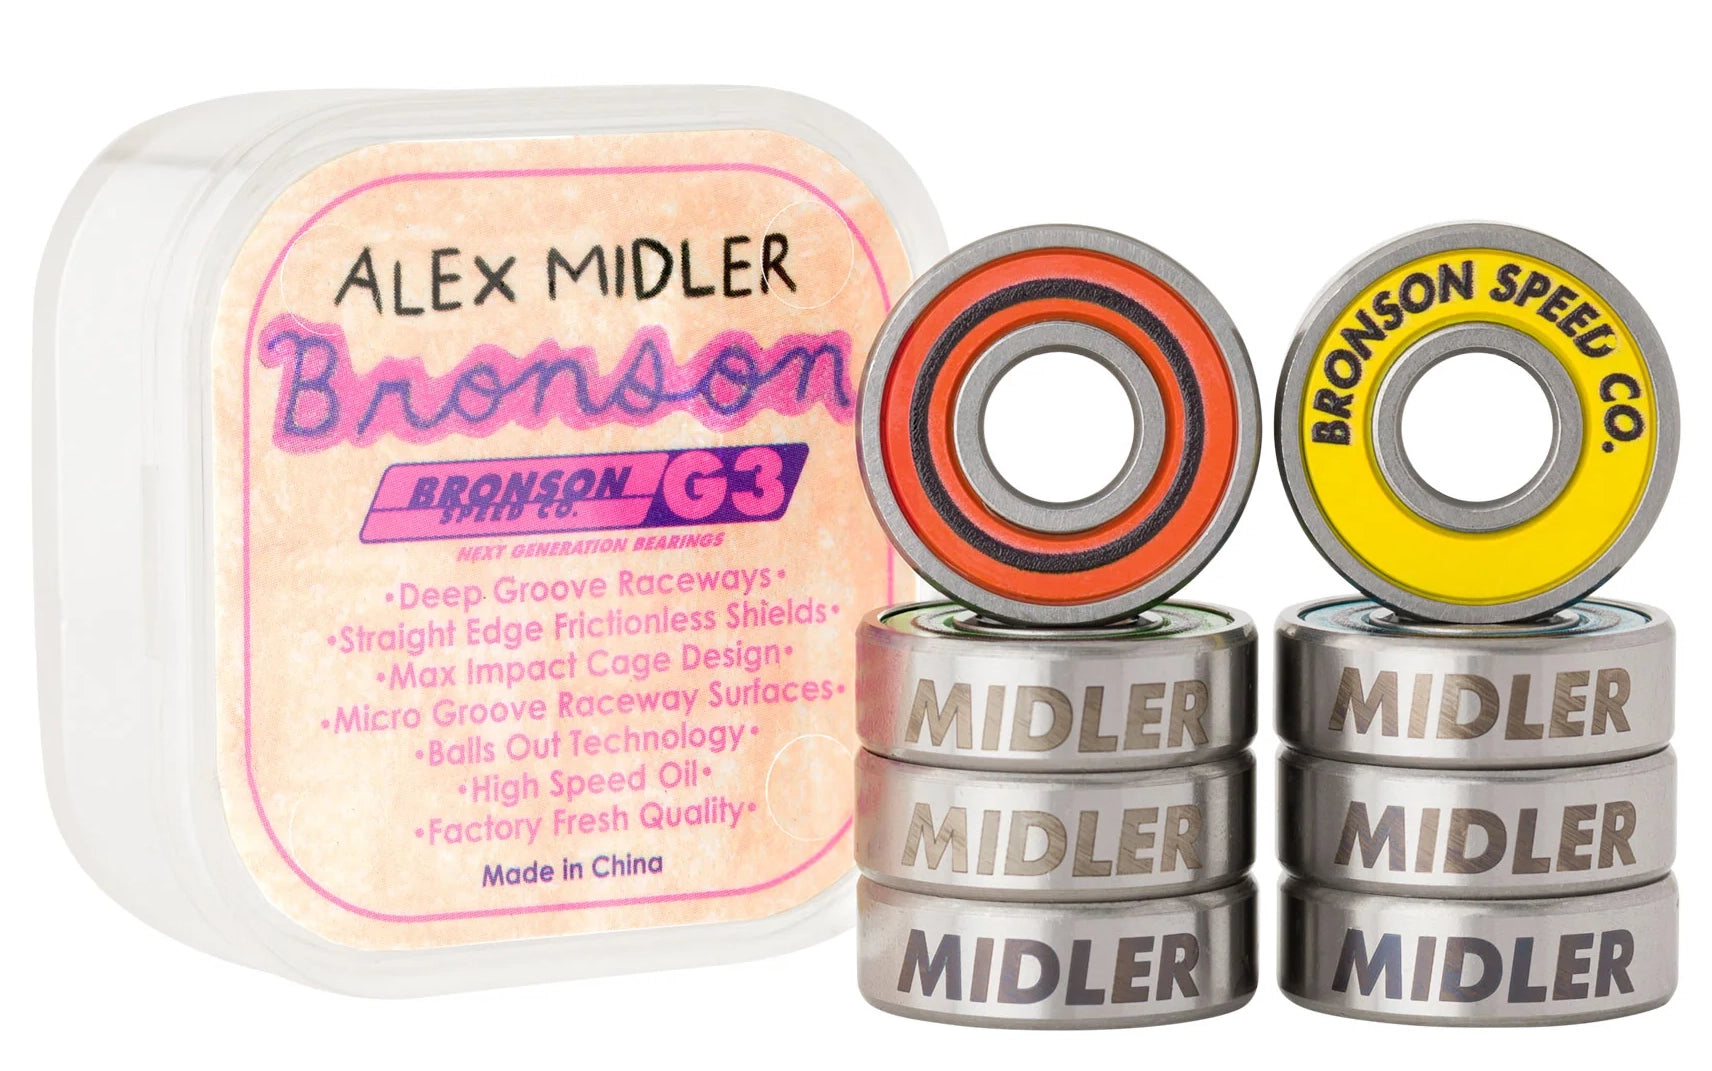 ALEX MIDLER
Bronson
BRONSON G3
SPEED CO.
NEXT GENERATION BEARINGS
•Deep Groove Raceways•
•Straight Edge Frictionless Shields•
•Max Impact Cage Design•
•Micro Groove Raceway Surfaces•
•Balls Out Technology•
•High Speed Oil•
•Factory Fresh Quality•
Made in China
BRONSON SPEED CO.
MIDLER
MIDLER
MIDLER
MIDLER
MIDLER
MIDLER